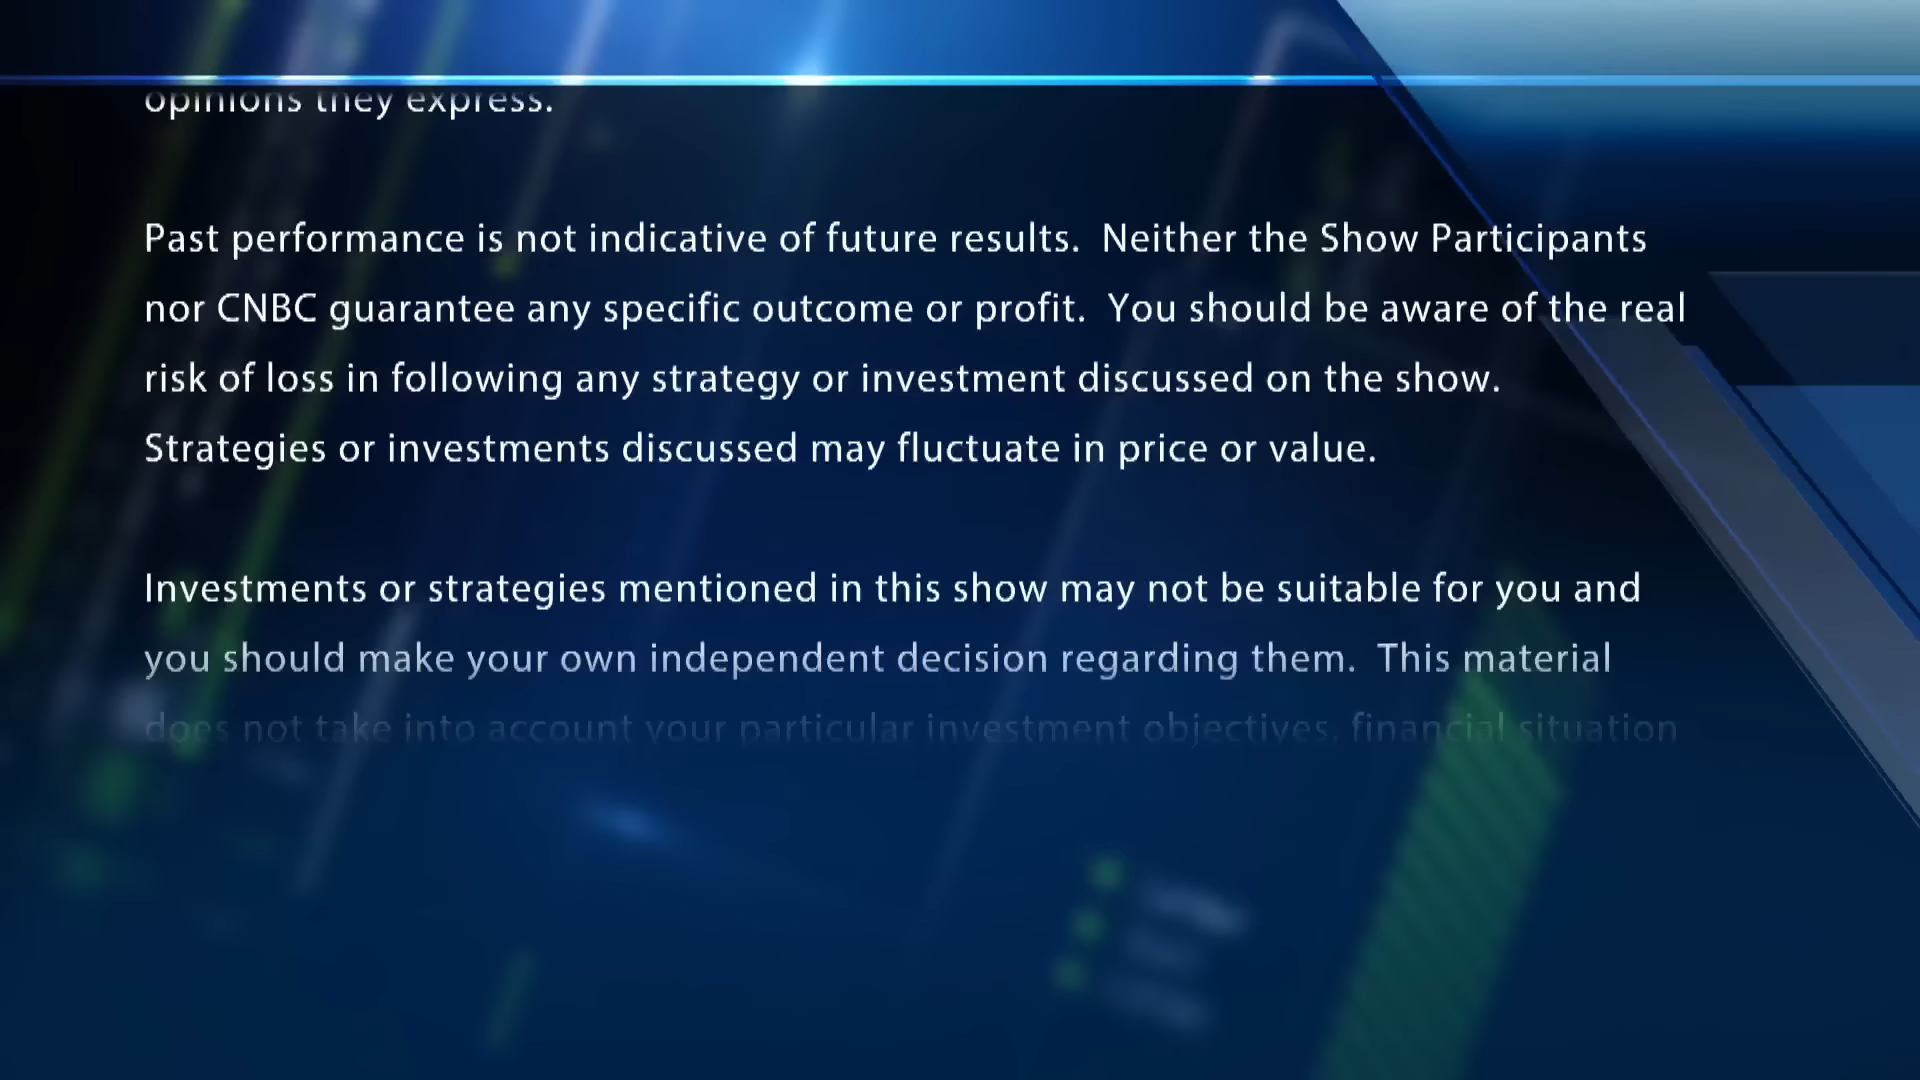 opinions they express.
Past performance is not indicative of future results.  Neither the Show Participants
nor CNBC guarantee any specific outcome or profit.  You should be aware of the real
risk of loss in following any strategy or investment discussed on the show.
Strategies or investments discussed may fluctuate in price or value.
Investments or strategies mentioned in this show may not be suitable for you and
you should make your own independent decision regarding them.  This material
does not take into account your particular investment objectives, financial situation